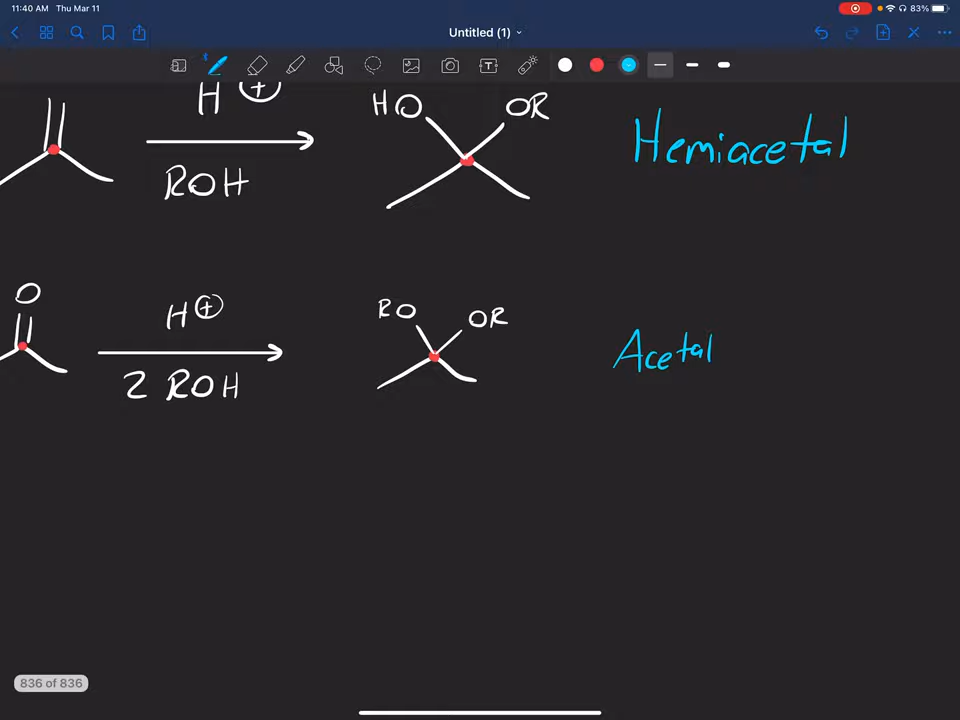 11:40 AM Thu Mar 11
83%
Untitled (1)
H ⊕
ROH
HO OR
Hemiacetal
O
H ⊕
2 ROH
RO OR
Acetal
836 of 836